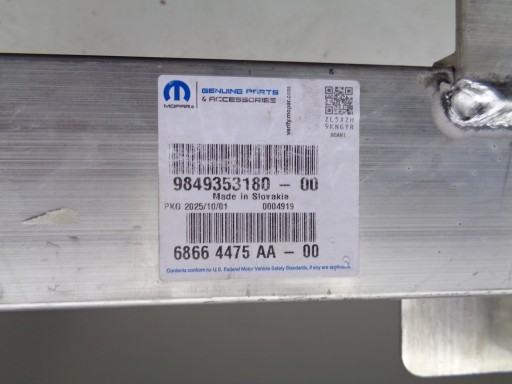 MOPAR
GENUINE PARTS
& ACCESSORIES
verify.mopar.com
SCAN!
9849353180 - 00
Made in Slovakia
PKG 2025/10/01 0004919
6866 4475 AA - 00
Contents conform to U.S. Federal Motor Vehicle Safety Standards, if any are applicable.